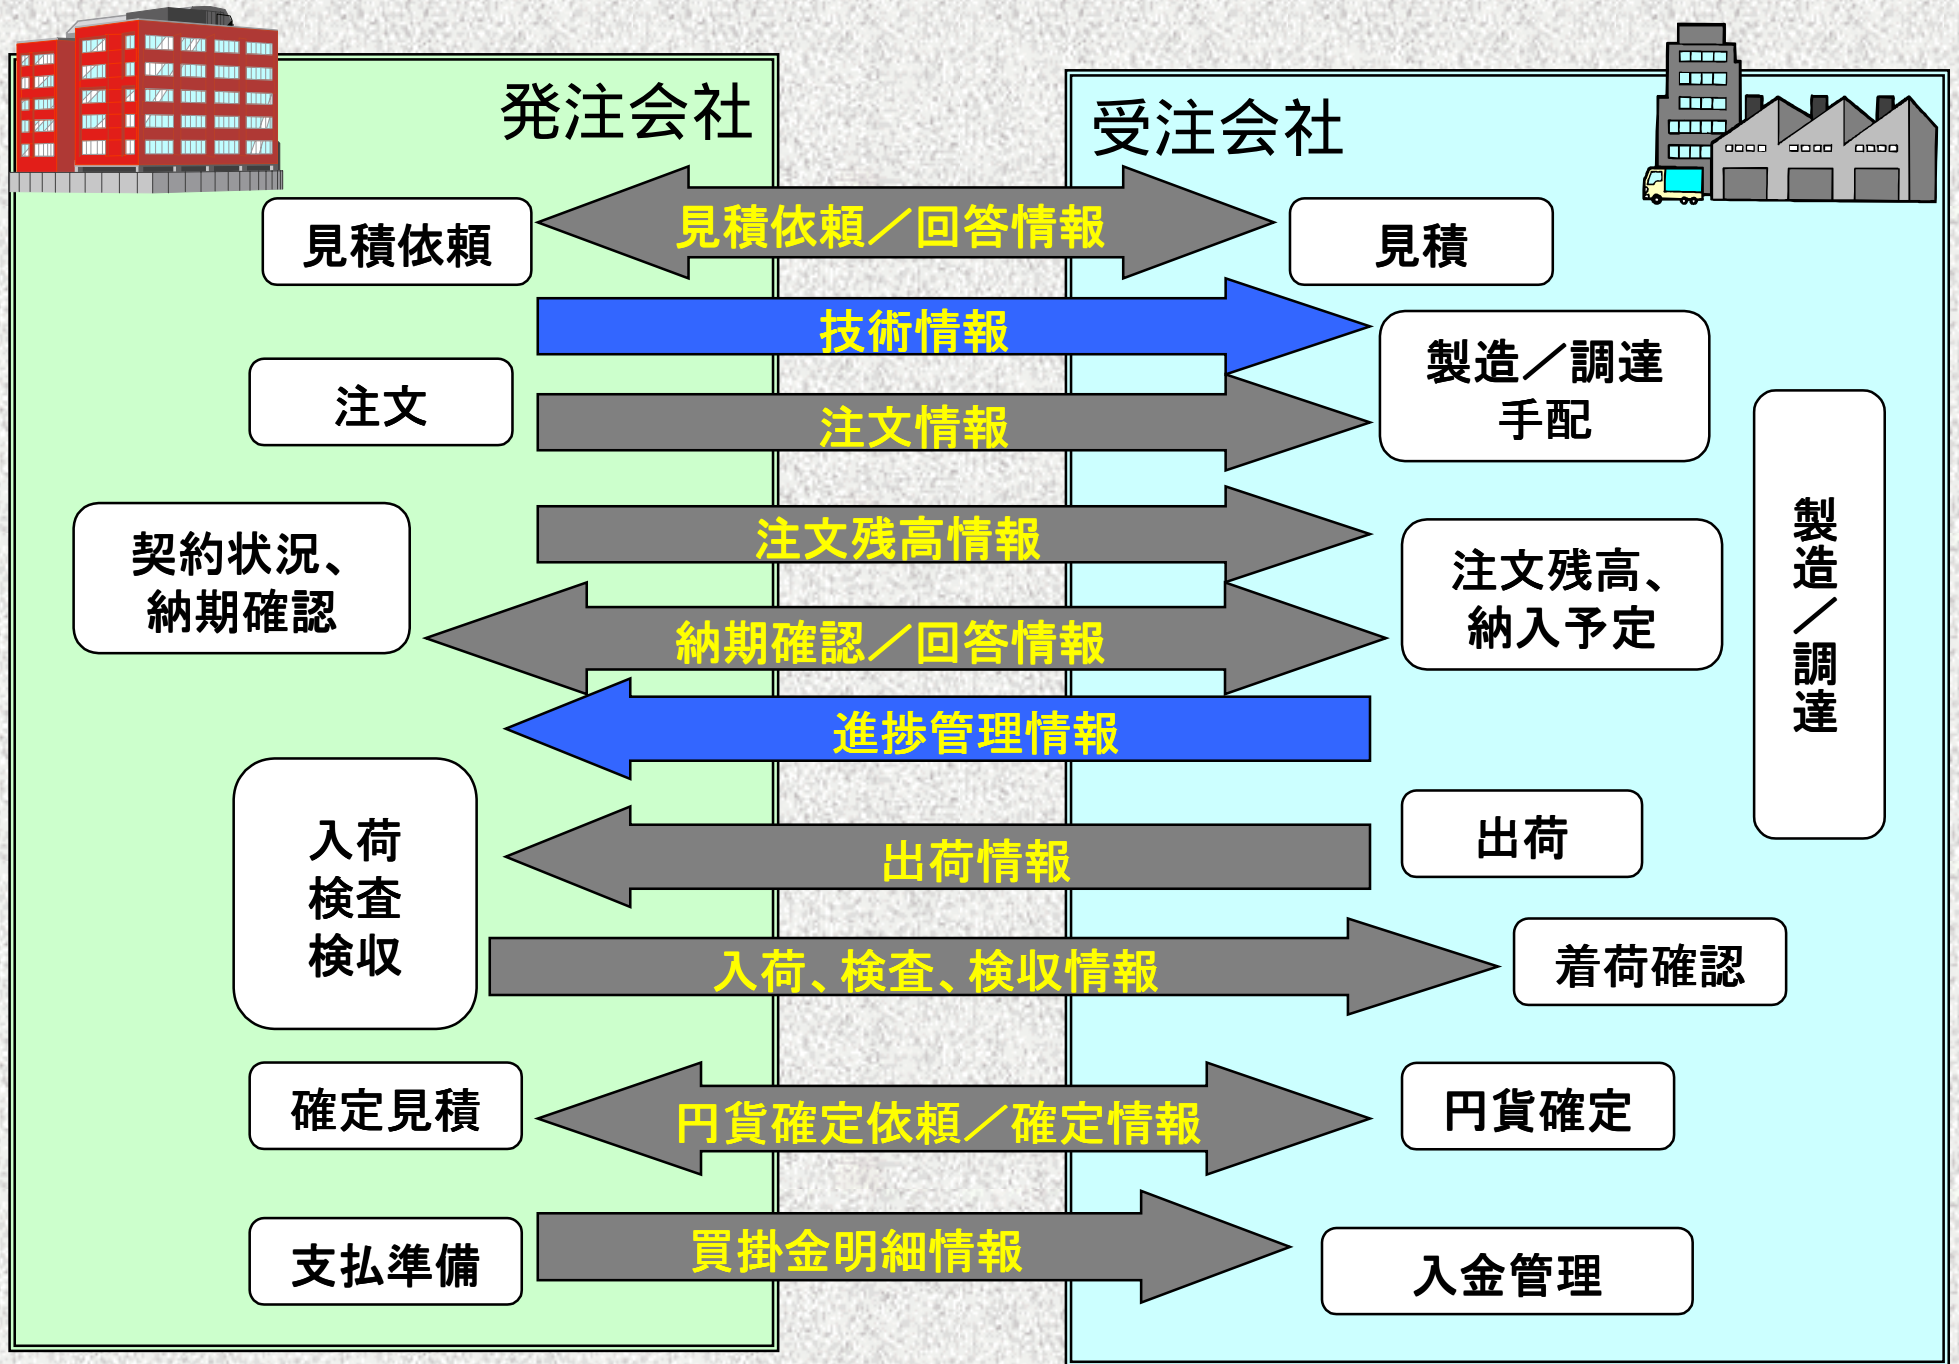 発注会社
受注会社
見積依頼
見積依頼／回答情報
見積
技術情報
製造／調達
手配
注文
注文情報
製造／調達
契約状況、
納期確認
注文残高情報
注文残高、
納入予定
納期確認／回答情報
進捗管理情報
入荷
検査
検収
出荷情報
出荷
入荷、検査、検収情報
着荷確認
確定見積
円貨確定依頼／確定情報
円貨確定
支払準備
買掛金明細情報
入金管理